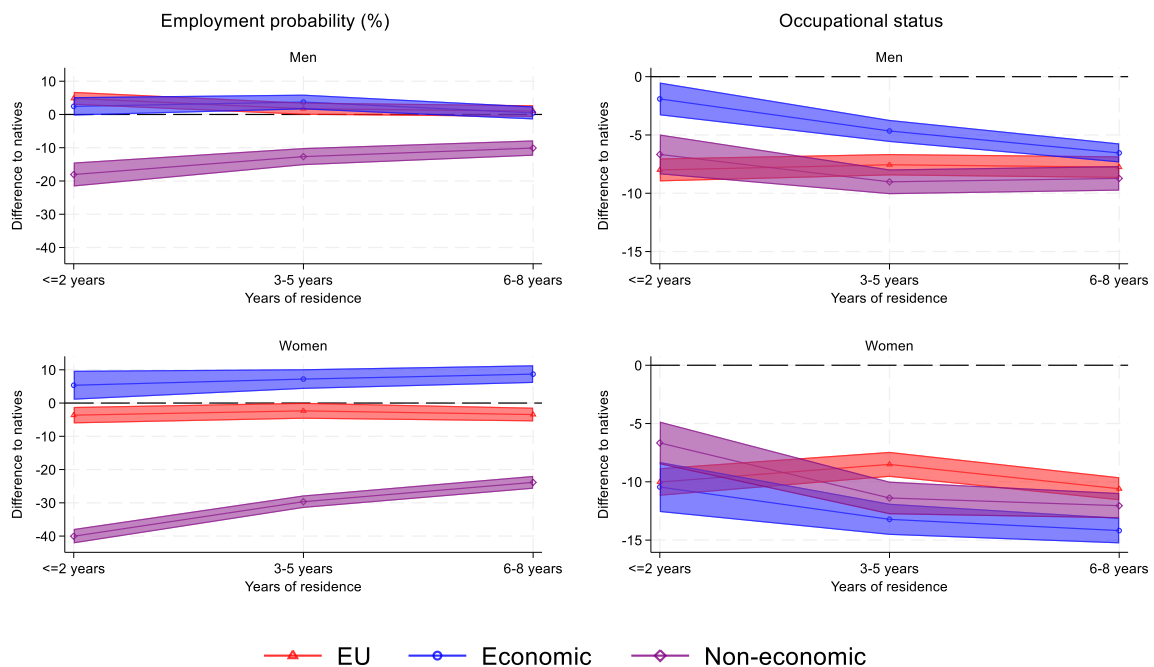 Employment probability (%)
Occupational status
Men
Difference to natives
10
0
-10
-20
-30
-40
<=2 years
3-5 years
6-8 years
Years of residence
Men
Difference to natives
0
-5
-10
-15
<=2 years
3-5 years
6-8 years
Years of residence
Women
Difference to natives
10
0
-10
-20
-30
-40
<=2 years
3-5 years
6-8 years
Years of residence
Women
Difference to natives
0
-5
-10
-15
<=2 years
3-5 years
6-8 years
Years of residence
EU
Economic
Non-economic